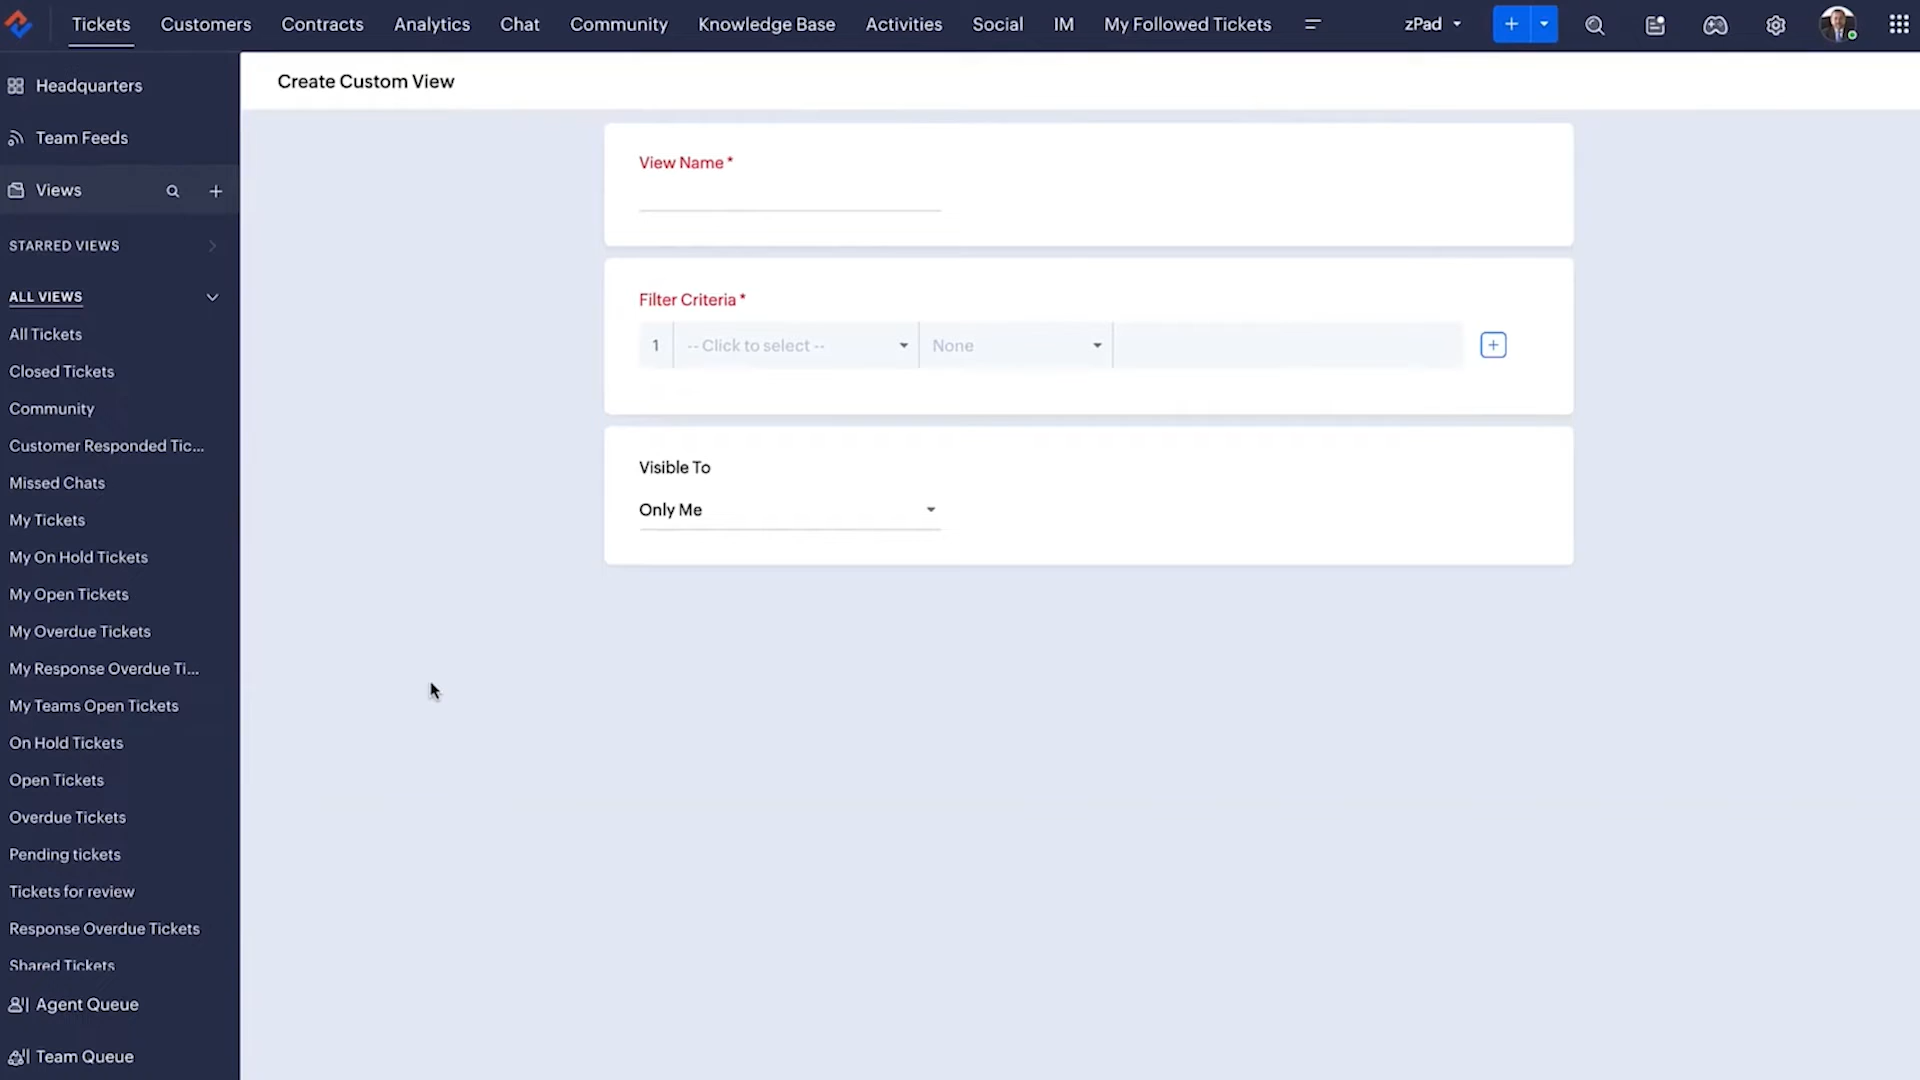 Tickets Customers Contracts Analytics Chat Community Knowledge Base Activities Social IM My Followed Tickets zPad
Headquarters
Team Feeds
Views
STARRED VIEWS
ALL VIEWS
All Tickets
Closed Tickets
Community
Customer Responded Tic...
Missed Chats
My Tickets
My On Hold Tickets
My Open Tickets
My Overdue Tickets
My Response Overdue Ti...
My Teams Open Tickets
On Hold Tickets
Open Tickets
Overdue Tickets
Pending tickets
Tickets for review
Response Overdue Tickets
Shared Tickets
Agent Queue
Team Queue
Create Custom View
View Name *
Filter Criteria *
1 -- Click to select -- None
Visible To
Only Me